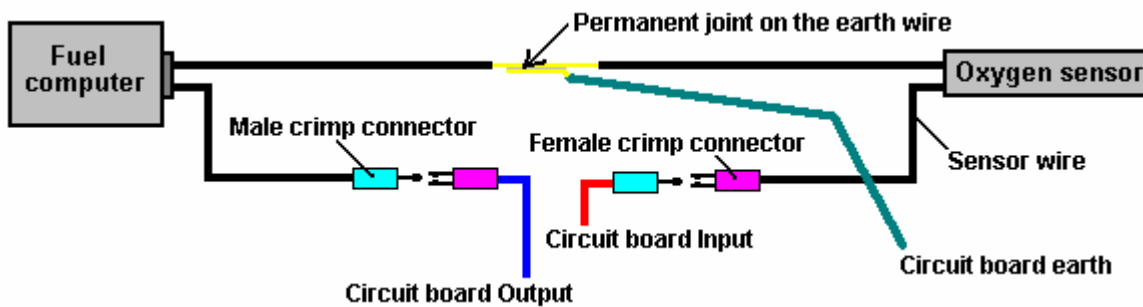 Permanent joint on the earth wire
Fuel
computer
Oxygen sensor
Male crimp connector
Female crimp connector
Sensor wire
Circuit board Input
Circuit board earth
Circuit board Output